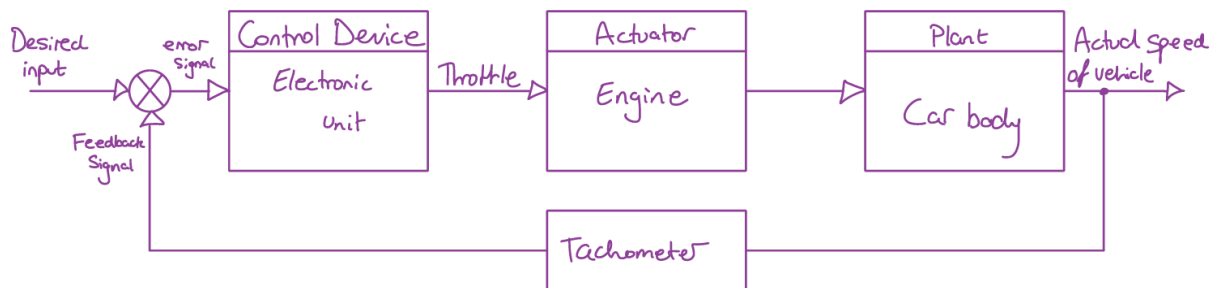 Desired
input
error
signal
Control Device
Electronic
unit
Throttle
Actuator
Engine
Plant
Car body
Actual speed
of vehicle
Feedback
Signal
Tachometer